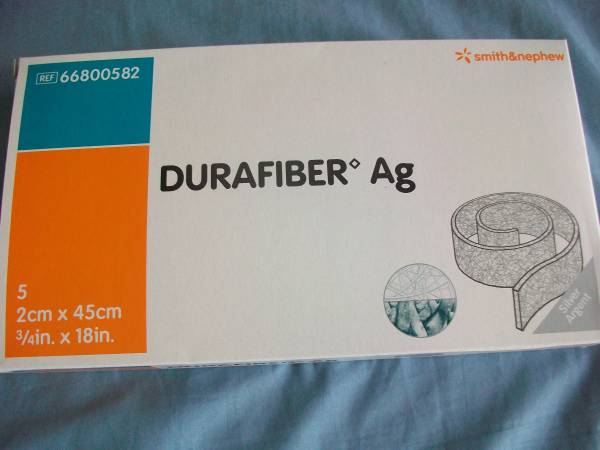 REF 66800582
smith&nephew
DURAFIBER◊ Ag
5
2cm x 45cm
3/4in. x 18in.
Silver
Argent